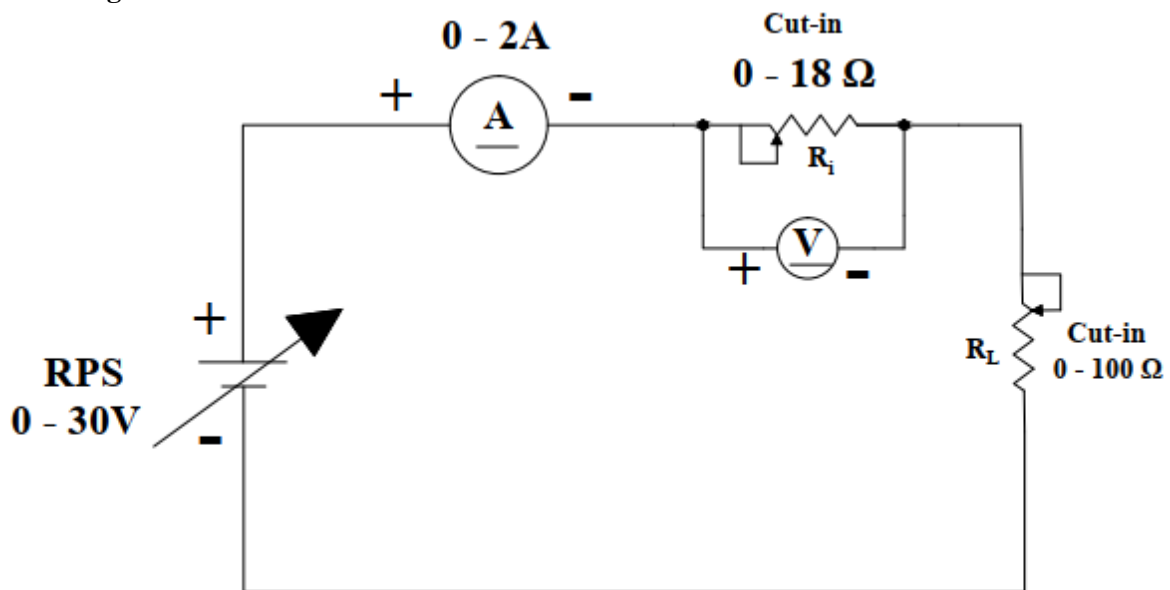 Cut-in
0 - 2A
0 - 18 Ω
+
-
A
Ri
V
+
-
+
RL
Cut-in
0 - 100 Ω
RPS
0 - 30V
-